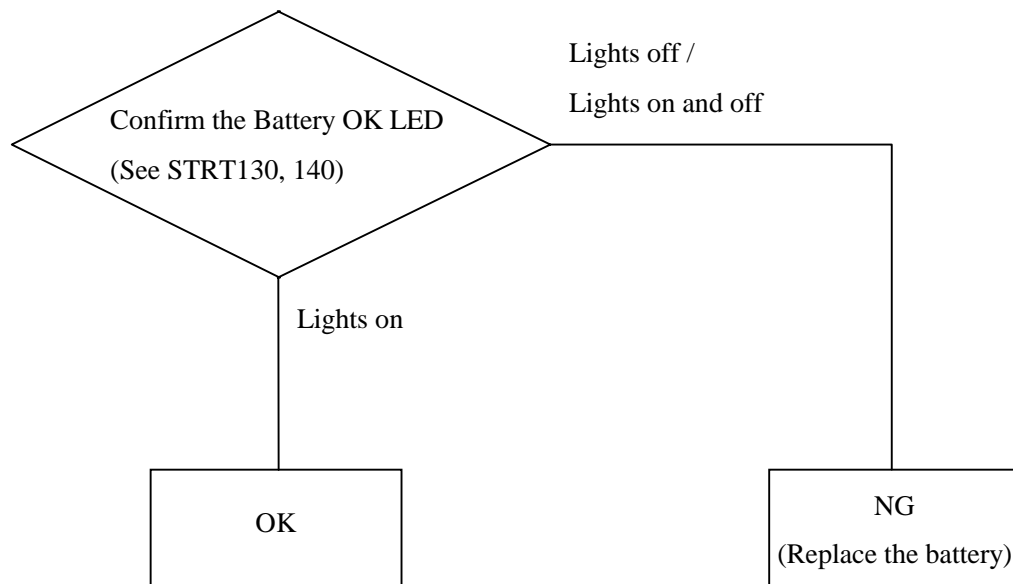 Lights off /
Lights on and off
Confirm the Battery OK LED
(See STRT130, 140)
Lights on
OK
NG
(Replace the battery)